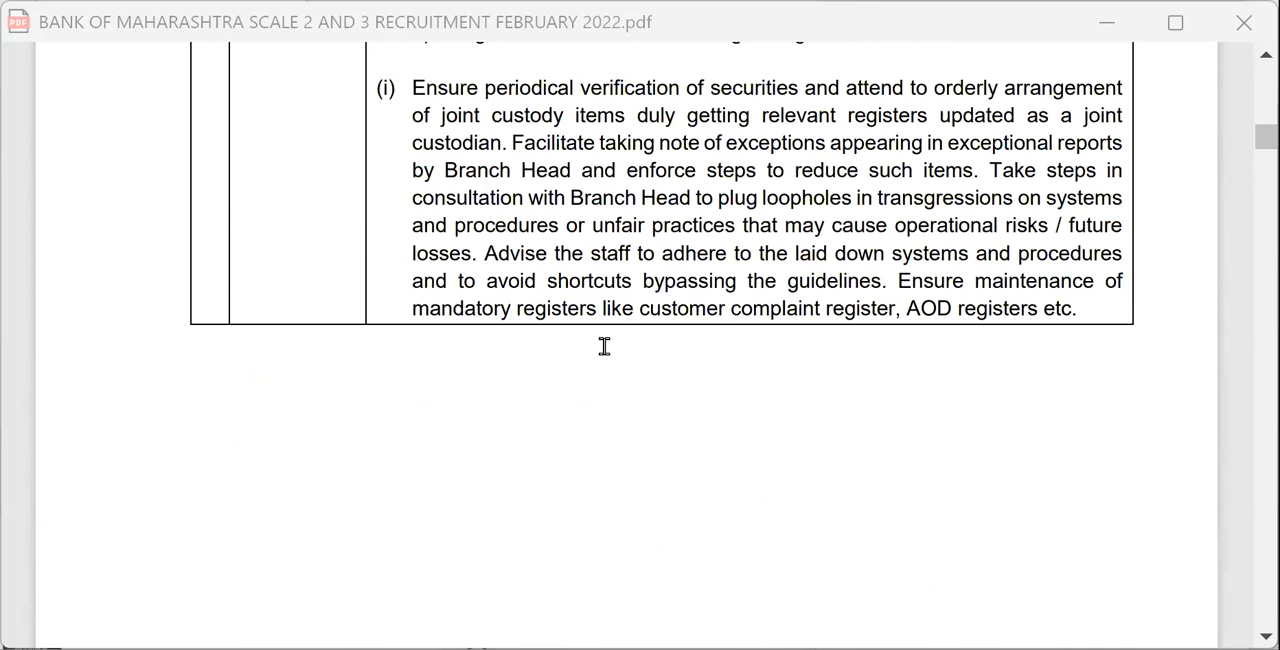 BANK OF MAHARASHTRA SCALE 2 AND 3 RECRUITMENT FEBRUARY 2022.pdf
(i) Ensure periodical verification of securities and attend to orderly arrangement
of joint custody items duly getting relevant registers updated as a joint
custodian. Facilitate taking note of exceptions appearing in exceptional reports
by Branch Head and enforce steps to reduce such items. Take steps in
consultation with Branch Head to plug loopholes in transgressions on systems
and procedures or unfair practices that may cause operational risks / future
losses. Advise the staff to adhere to the laid down systems and procedures
and to avoid shortcuts bypassing the guidelines. Ensure maintenance of
mandatory registers like customer complaint register, AOD registers etc.